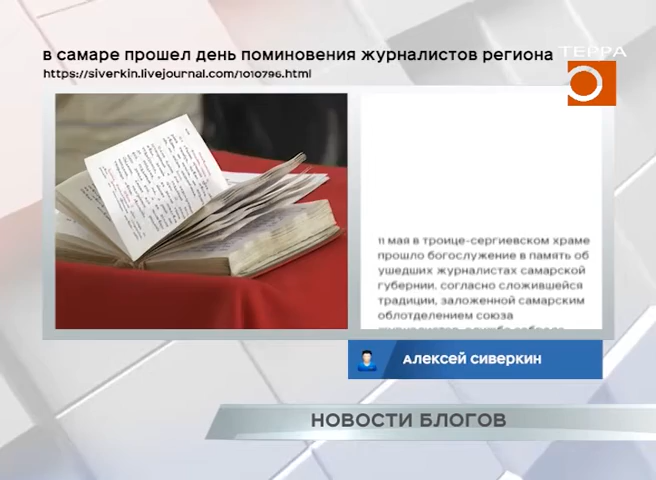 в самаре прошел день поминовения журналистов региона
https://siverkin.livejournal.com/1010796.html
ТЕРРА
11 мая в троице-сергиевском храме
прошло богослужение в память об
ушедших журналистах самарской
губернии. согласно сложившейся
традиции, заложенной самарским
облотделением союза
Алексей Сиверкин
НОВОСТИ БЛОГОВ